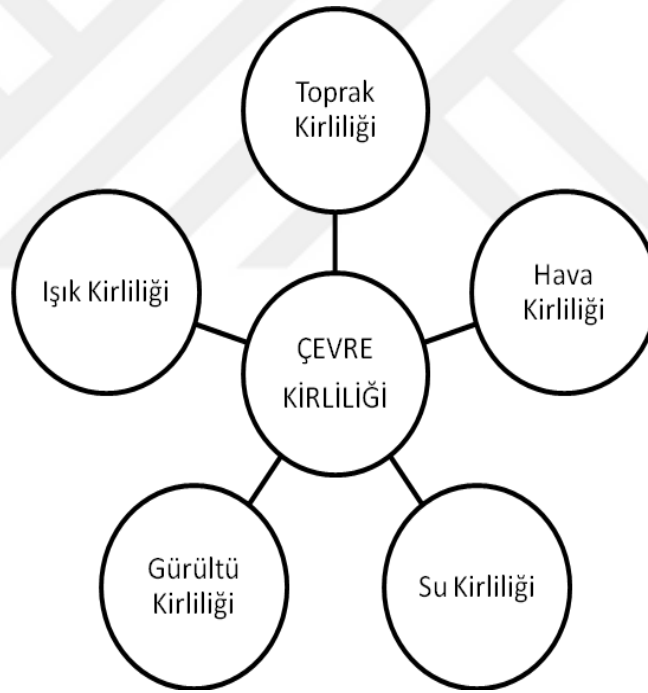 Toprak
Kirliliği
Işık Kirliliği
Hava
Kirliliği
ÇEVRE
KİRLİLİĞİ
Gürültü
Kirliliği
Su Kirliliği